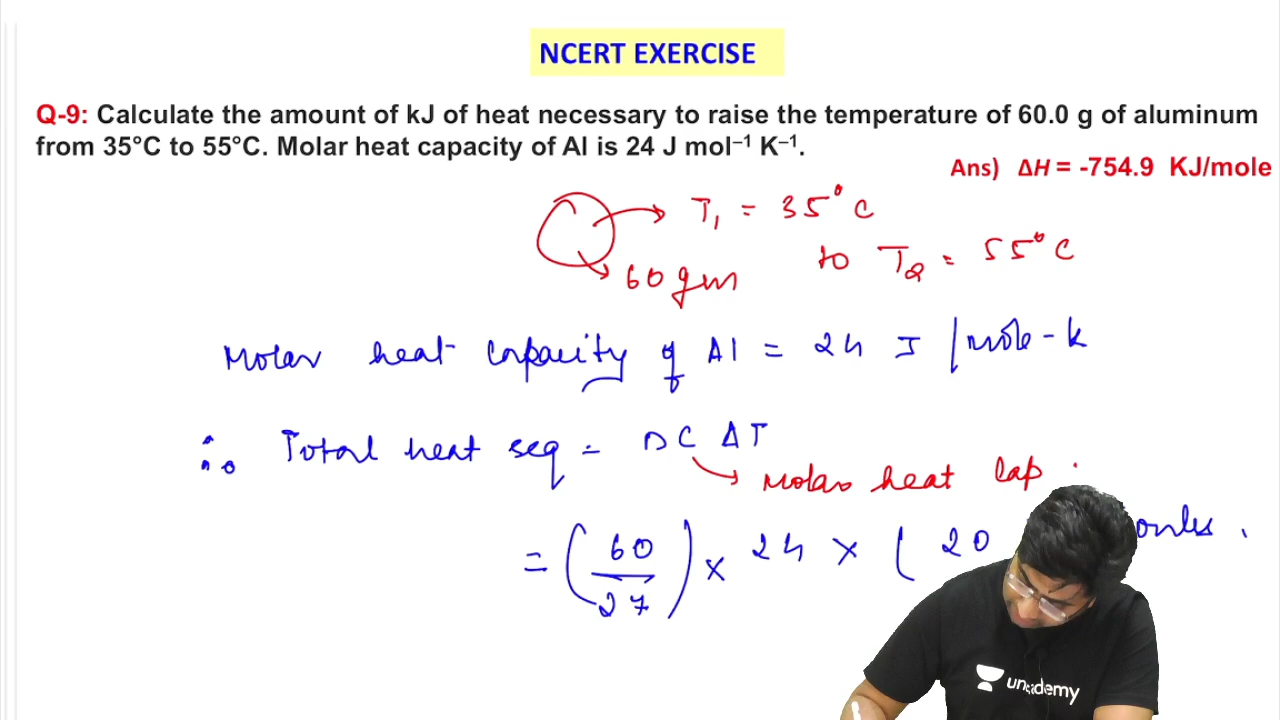 NCERT EXERCISE
Q-9: Calculate the amount of kJ of heat necessary to raise the temperature of 60.0 g of aluminum
from 35°C to 55°C. Molar heat capacity of Al is 24 J mol⁻¹ K⁻¹.
Ans) ΔH = -754.9 KJ/mole
T₁ = 35°C
to T₂ = 55°C
60 gm
Molar heat capacity of Al = 24 J / mole-k
∴ Total heat req = n C ΔT
Molar heat cap.
= (60/27) × 24 × (20
unacademy